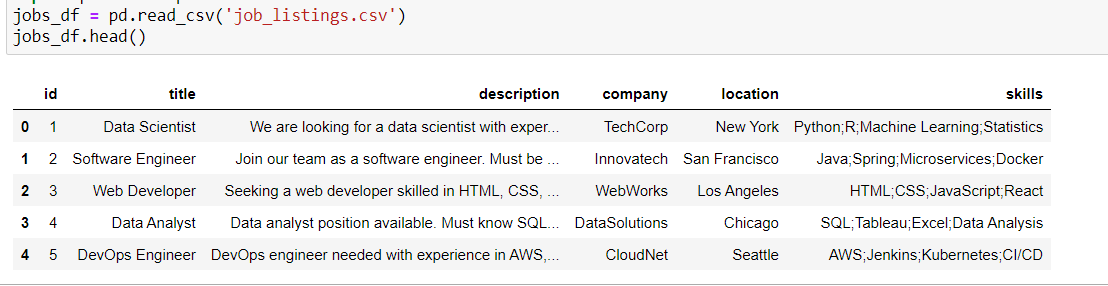 jobs_df = pd.read_csv('job_listings.csv')
jobs_df.head()
id title description company location skills
0 1 Data Scientist We are looking for a data scientist with exper... TechCorp New York Python;R;Machine Learning;Statistics
1 2 Software Engineer Join our team as a software engineer. Must be ... Innovatech San Francisco Java;Spring;Microservices;Docker
2 3 Web Developer Seeking a web developer skilled in HTML, CSS, ... WebWorks Los Angeles HTML;CSS;JavaScript;React
3 4 Data Analyst Data analyst position available. Must know SQL... DataSolutions Chicago SQL;Tableau;Excel;Data Analysis
4 5 DevOps Engineer DevOps engineer needed with experience in AWS,... CloudNet Seattle AWS;Jenkins;Kubernetes;CI/CD